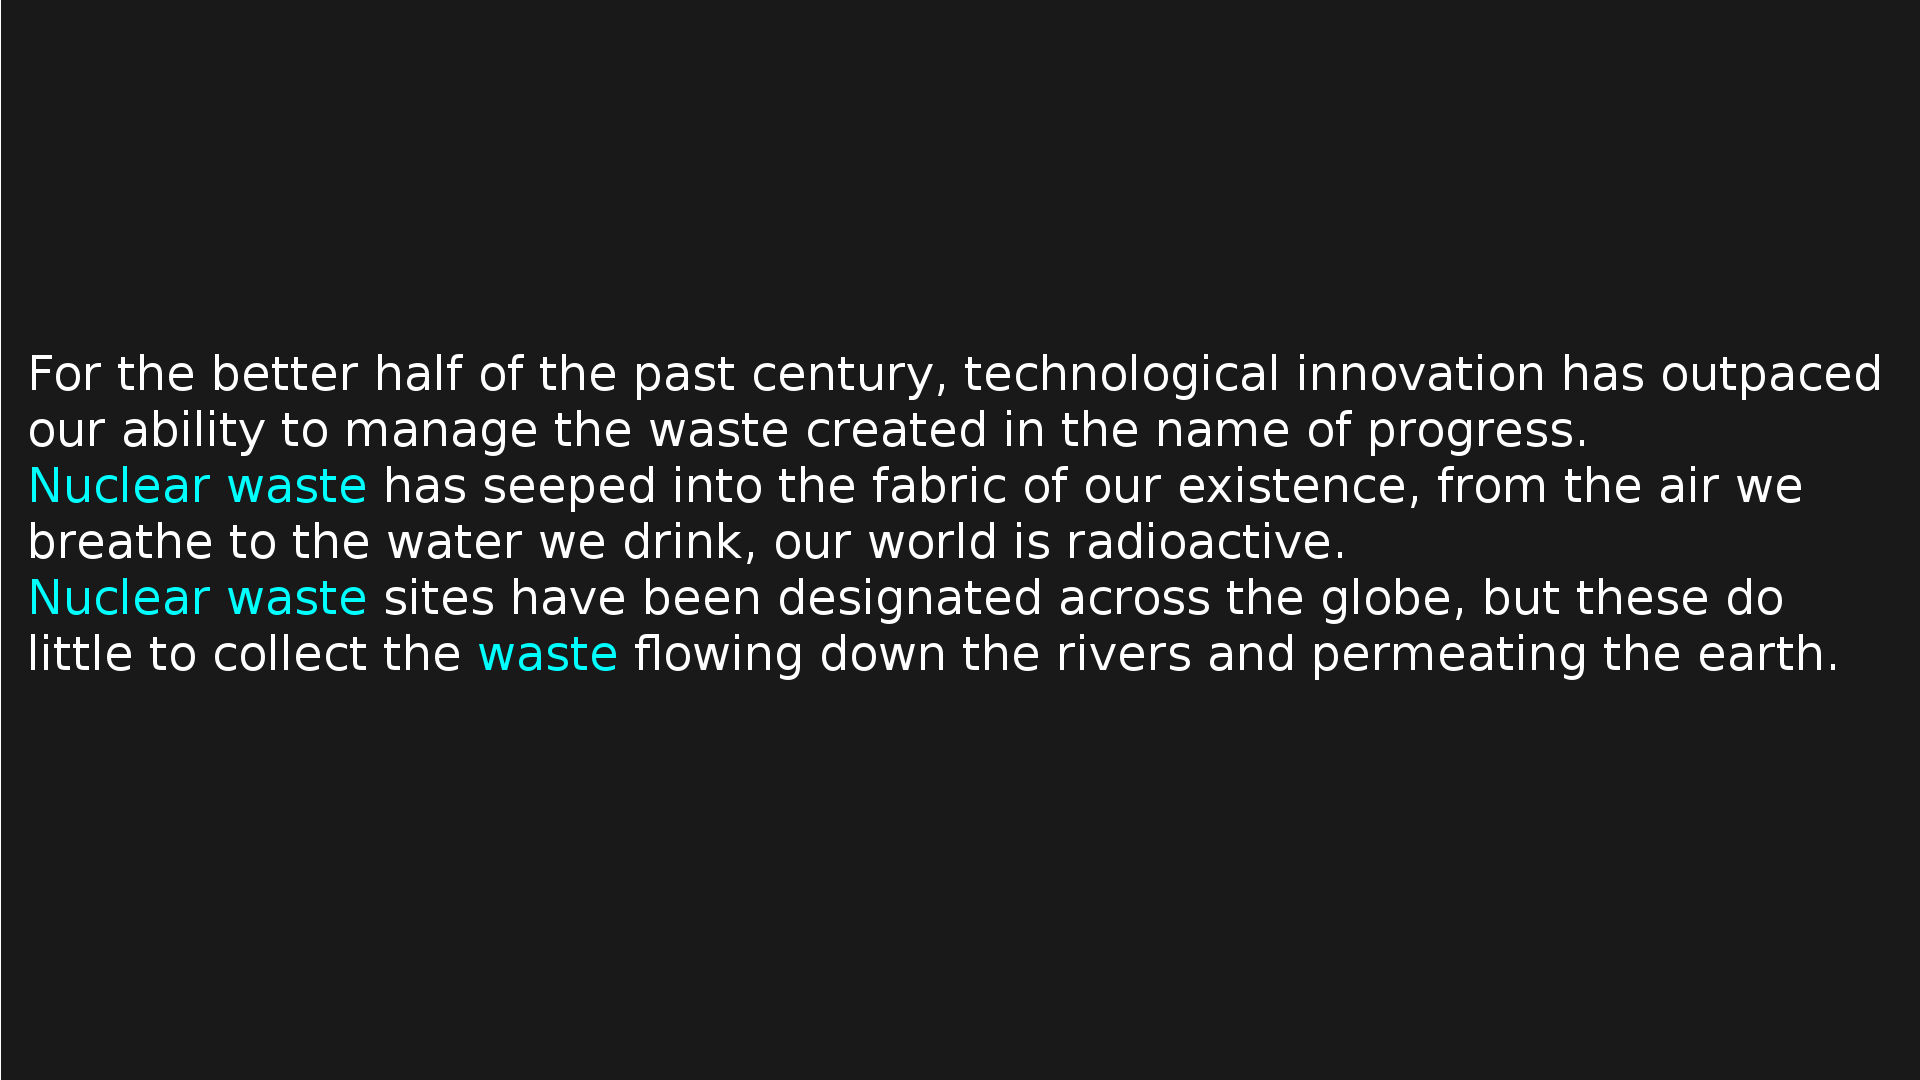 For the better half of the past century, technological innovation has outpaced
our ability to manage the waste created in the name of progress.
Nuclear waste has seeped into the fabric of our existence, from the air we
breathe to the water we drink, our world is radioactive.
Nuclear waste sites have been designated across the globe, but these do
little to collect the waste flowing down the rivers and permeating the earth.